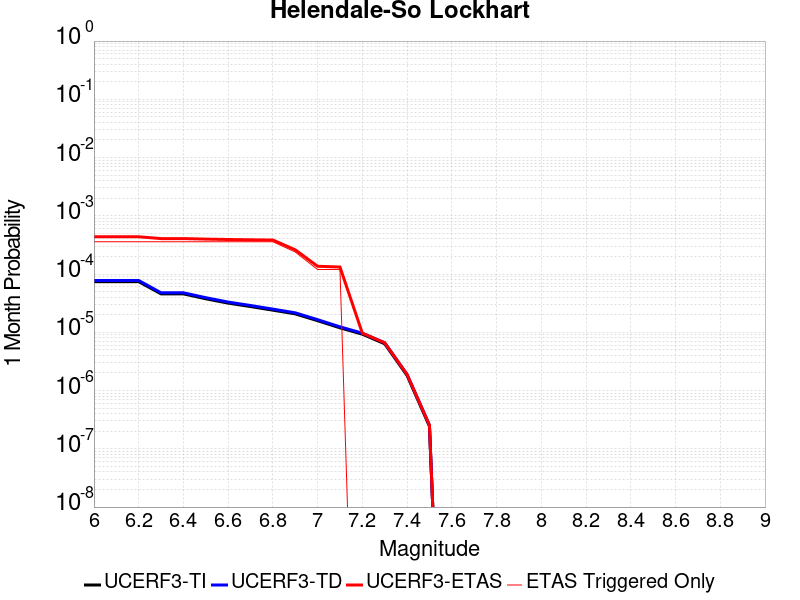 Helendale-So Lockhart
10^0
10^-1
10^-2
10^-3
10^-4
10^-5
10^-6
10^-7
10^-8
1 Month Probability
6 6.2 6.4 6.6 6.8 7 7.2 7.4 7.6 7.8 8 8.2 8.4 8.6 8.8 9
Magnitude
UCERF3-TI UCERF3-TD UCERF3-ETAS ETAS Triggered Only